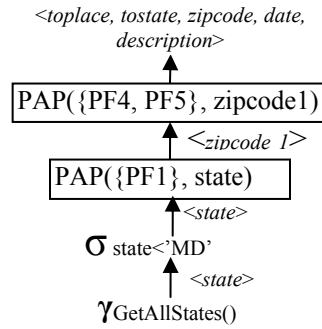 <toplace, tostate, zipcode, date,
description>
PAP({PF4, PF5}, zipcode1)
<zipcode 1>
PAP({PF1}, state)
<state>
σ state<’MD’
<state>
γGetAllStates()